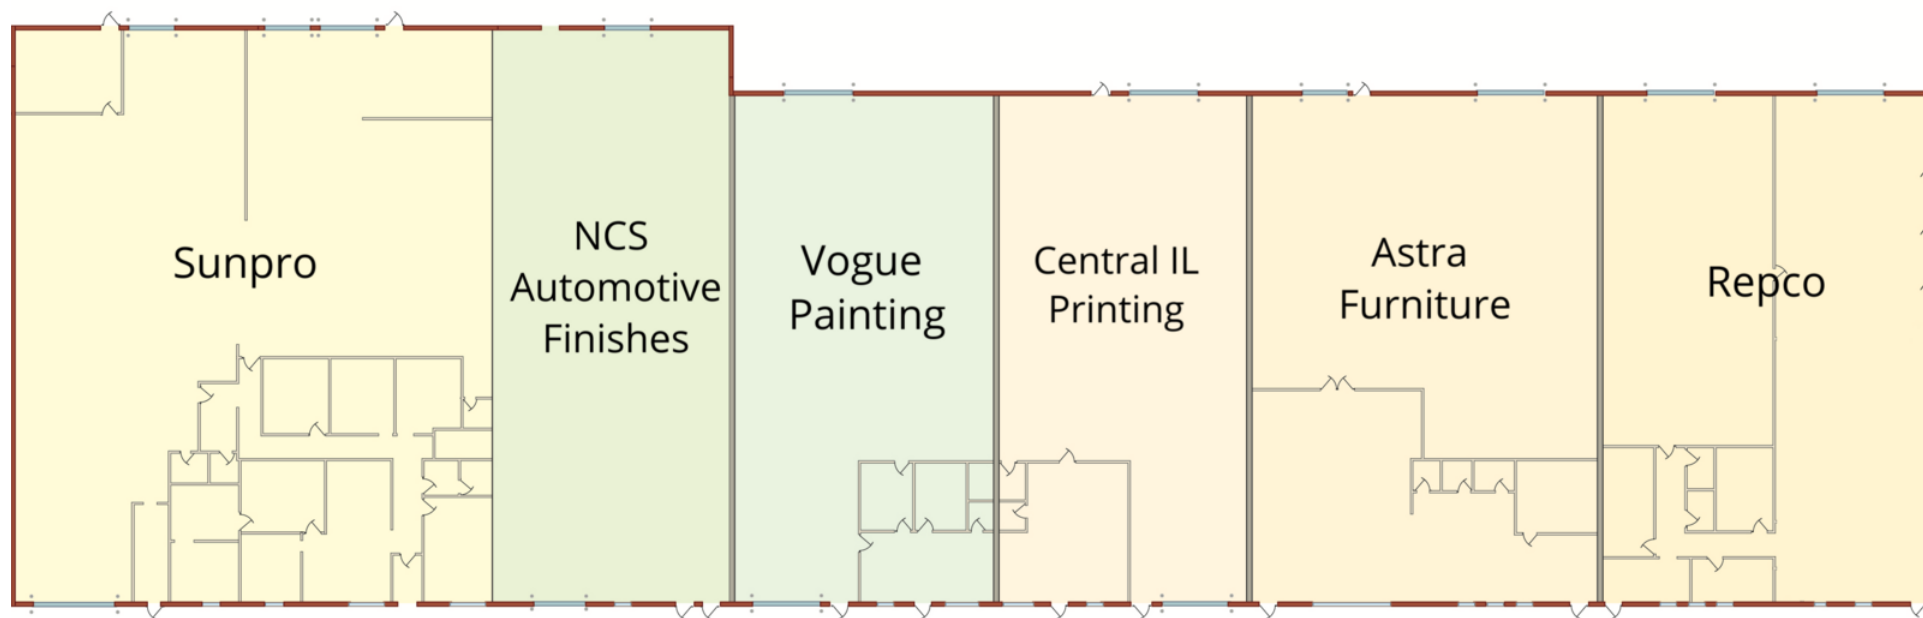 Sunpro
NCS
Automotive
Finishes
Vogue
Painting
Central IL
Printing
Astra
Furniture
Repco